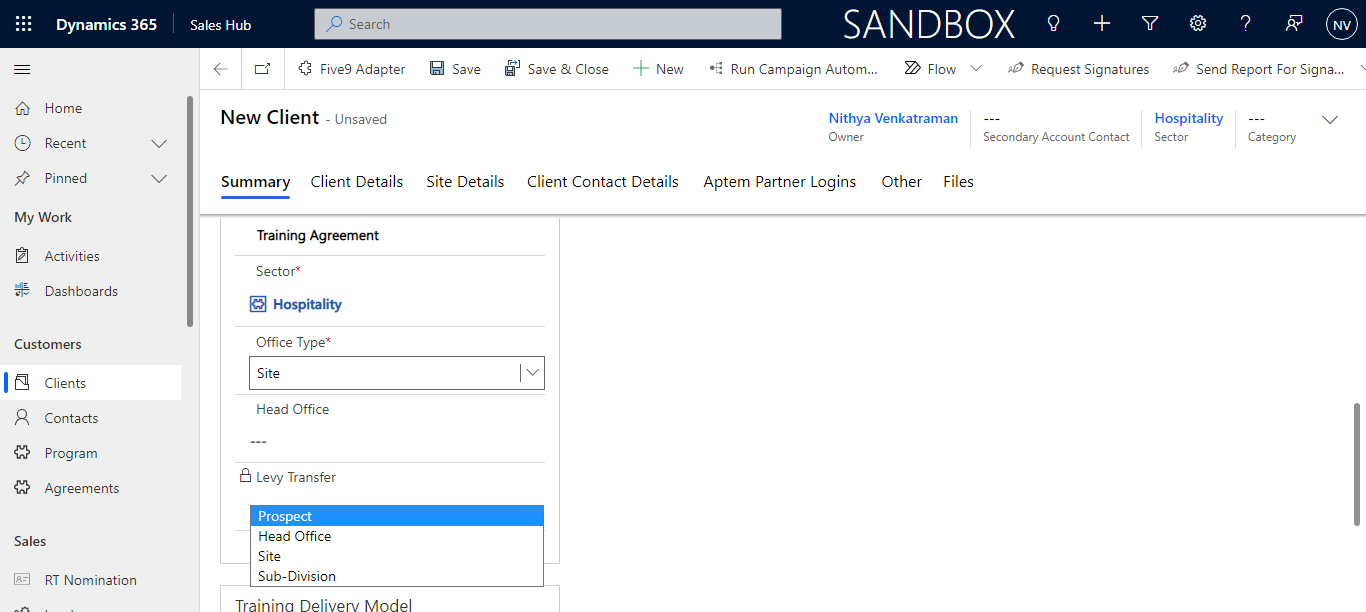 Dynamics 365
Sales Hub
Search
SANDBOX
NV
Five9 Adapter
Save
Save & Close
New
Run Campaign Autom...
Flow
Request Signatures
Send Report For Signa...
Home
Recent
Pinned
My Work
Activities
Dashboards
Customers
Clients
Contacts
Program
Agreements
Sales
RT Nomination
New Client - Unsaved
Nithya Venkatraman
Owner
---
Secondary Account Contact
Hospitality
Sector
---
Category
Summary
Client Details
Site Details
Client Contact Details
Aptem Partner Logins
Other
Files
Training Agreement
Sector*
Hospitality
Office Type*
Site
Head Office
---
Levy Transfer
Prospect
Head Office
Site
Sub-Division
Training Delivery Model